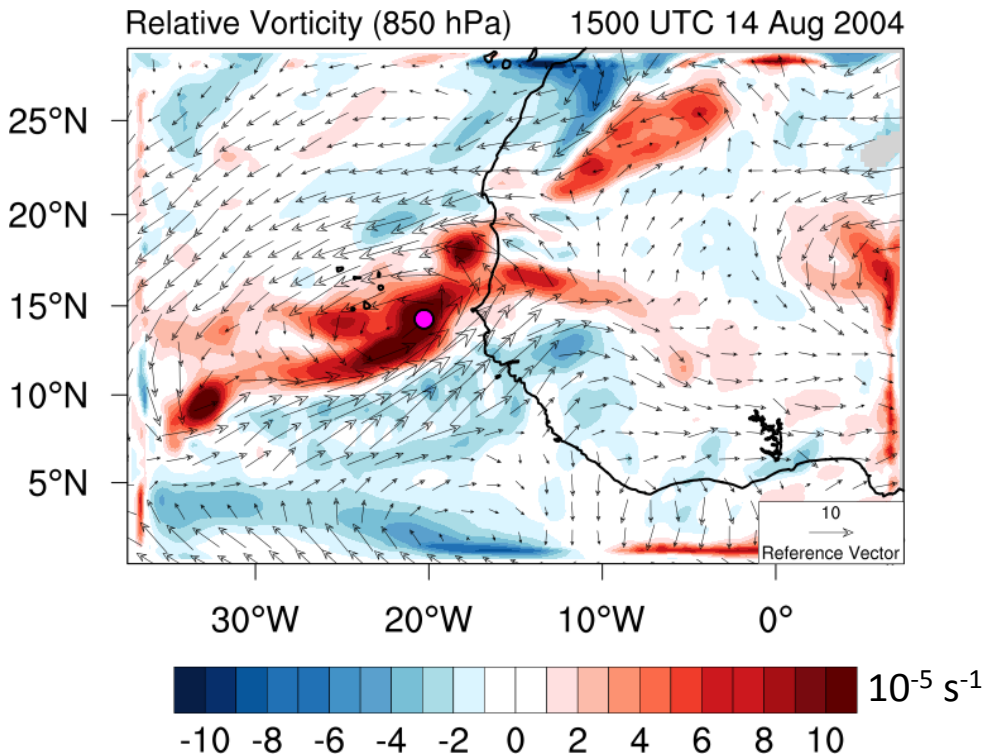 Relative Vorticity (850 hPa) 1500 UTC 14 Aug 2004
25°N
20°N
15°N
10°N
5°N
10
Reference Vector
30°W 20°W 10°W 0°
-10 -8 -6 -4 -2 0 2 4 6 8 10
10⁻⁵ s⁻¹